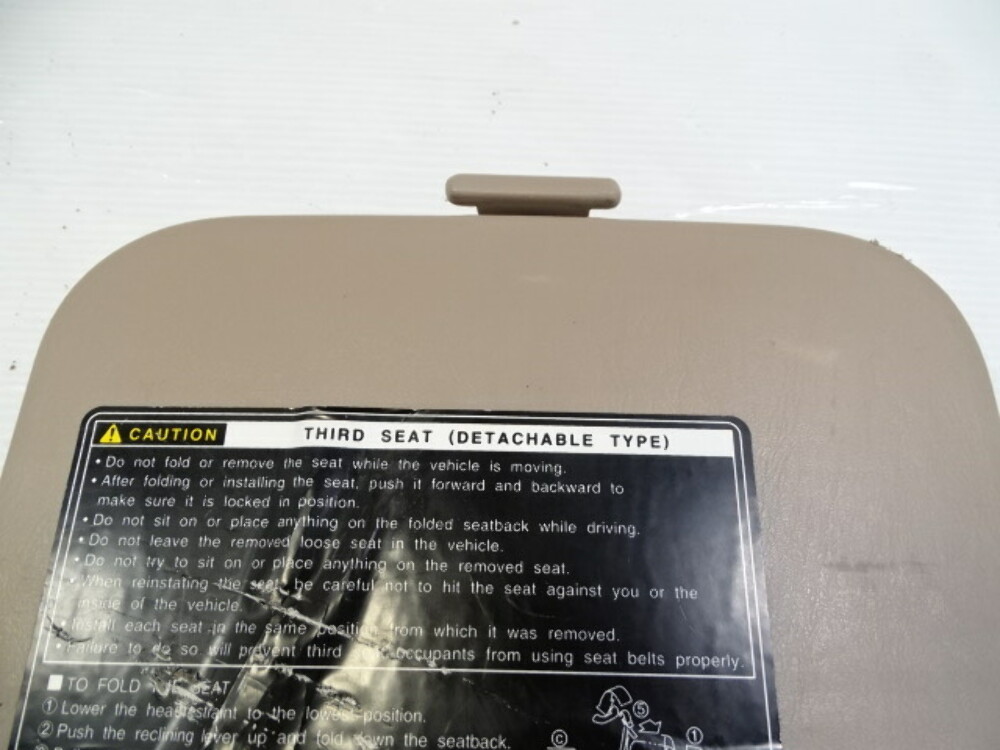 CAUTION THIRD SEAT (DETACHABLE TYPE)
• Do not fold or remove the seat while the vehicle is moving.
• After folding or installing the seat, push it forward and backward to
make sure it is locked in position.
• Do not sit on or place anything on the folded seatback while driving.
• Do not leave the removed loose seat in the vehicle.
• Do not try to sit on or place anything on the removed seat.
• When reinstating the seat, be careful not to hit the seat against you or the
inside of the vehicle.
• Install each seat in the same position from which it was removed.
• Failure to do so will prevent third seat occupants from using seat belts properly.
■ TO FOLD THE SEAT
① Lower the headrestraint to the lowest position.
② Push the reclining lever up and fold down the seatback.
⑤
①
Ⓒ